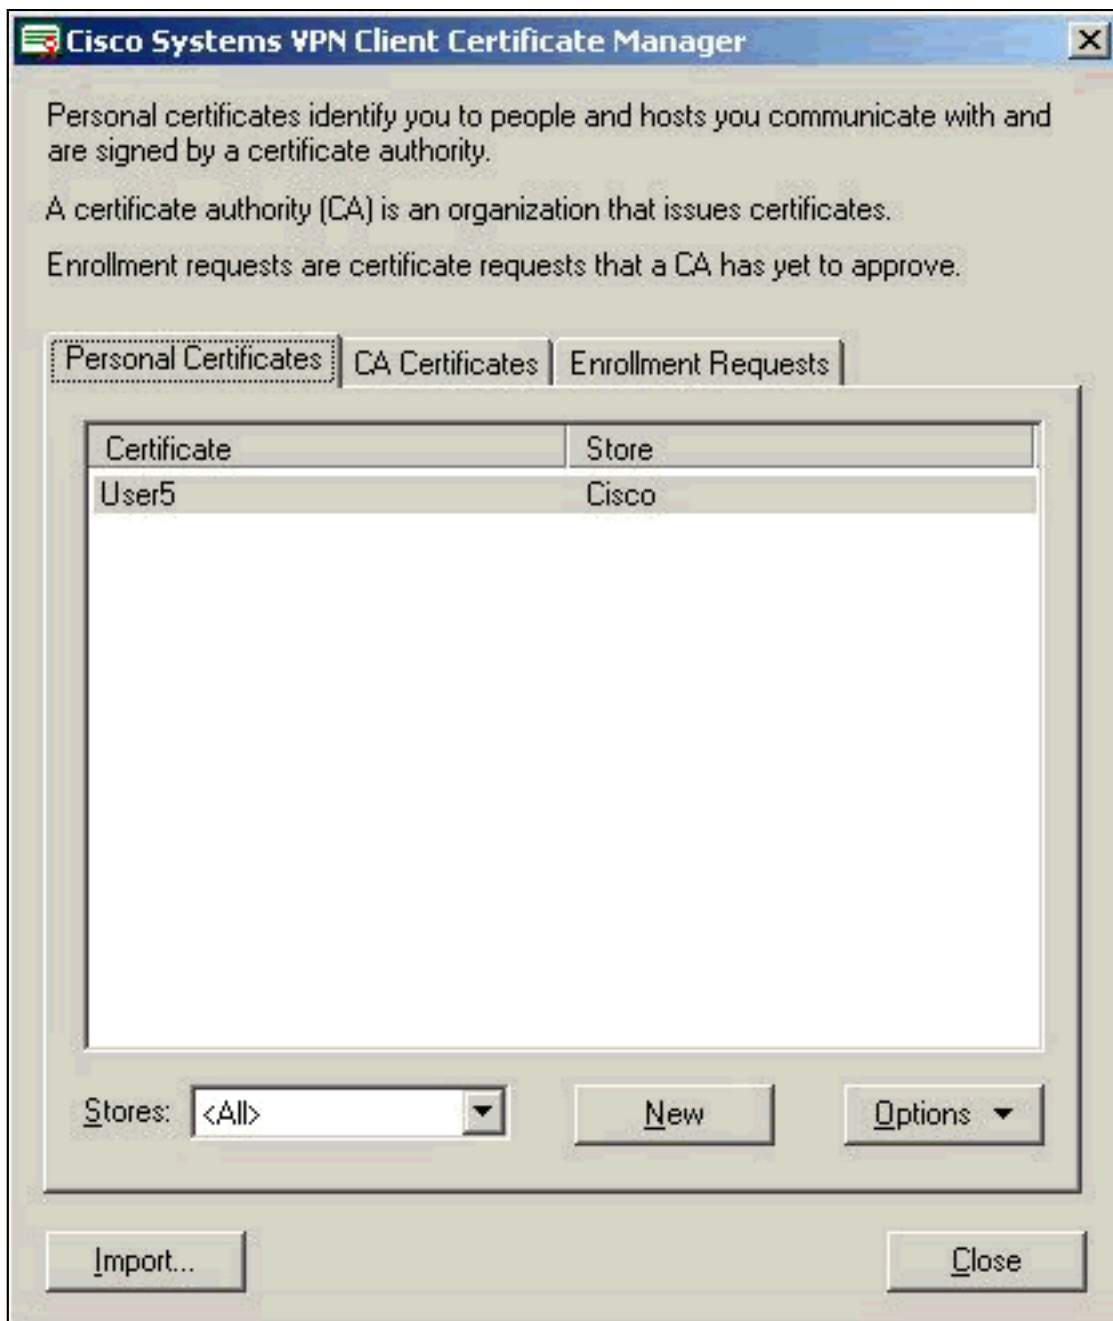 Cisco Systems VPN Client Certificate Manager
Personal certificates identify you to people and hosts you communicate with and
are signed by a certificate authority.
A certificate authority (CA) is an organization that issues certificates.
Enrollment requests are certificate requests that a CA has yet to approve.
Personal Certificates CA Certificates Enrollment Requests
Certificate Store
User5 Cisco
Stores: <All> New Options
Import... Close